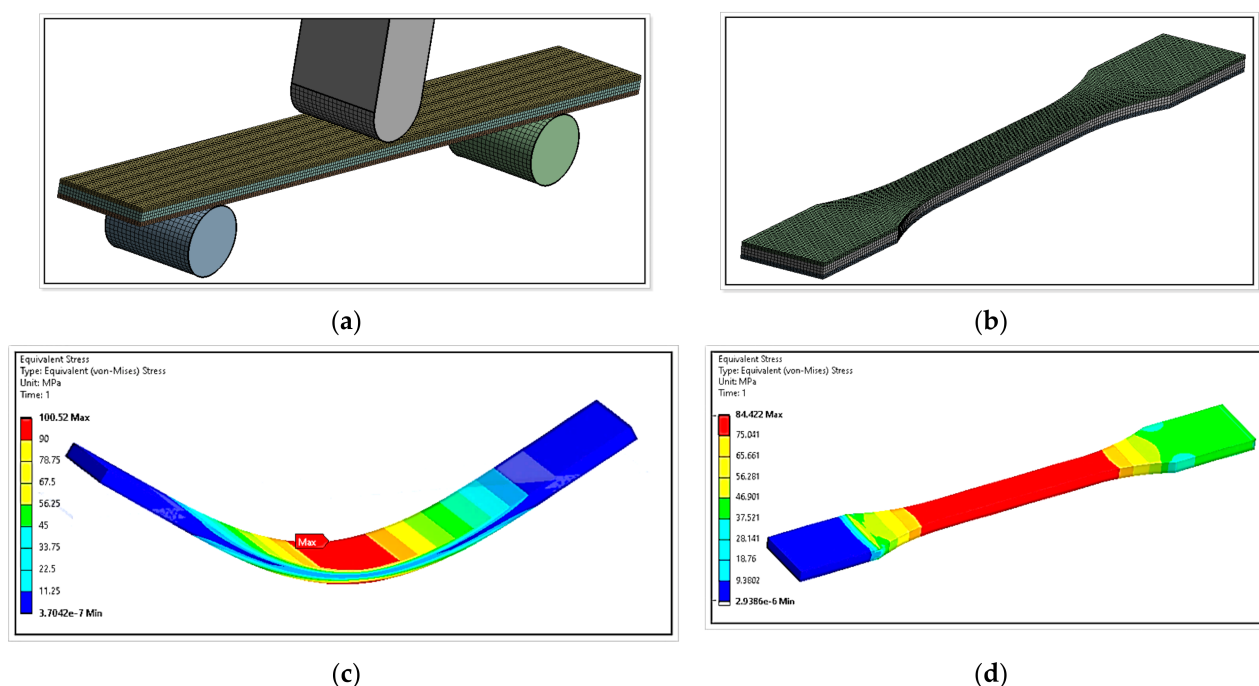 (a)
(b)
Equivalent Stress
Type: Equivalent (von-Mises) Stress
Unit: MPa
Time: 1
100.52 Max
90
78.75
67.5
56.25
45
33.75
22.5
11.25
3.7042e-7 Min
Max
Equivalent Stress
Type: Equivalent (von-Mises) Stress
Unit: MPa
Time: 1
84.422 Max
75.041
65.661
56.281
46.901
37.521
28.141
18.76
9.3802
2.9386e-6 Min
(c)
(d)